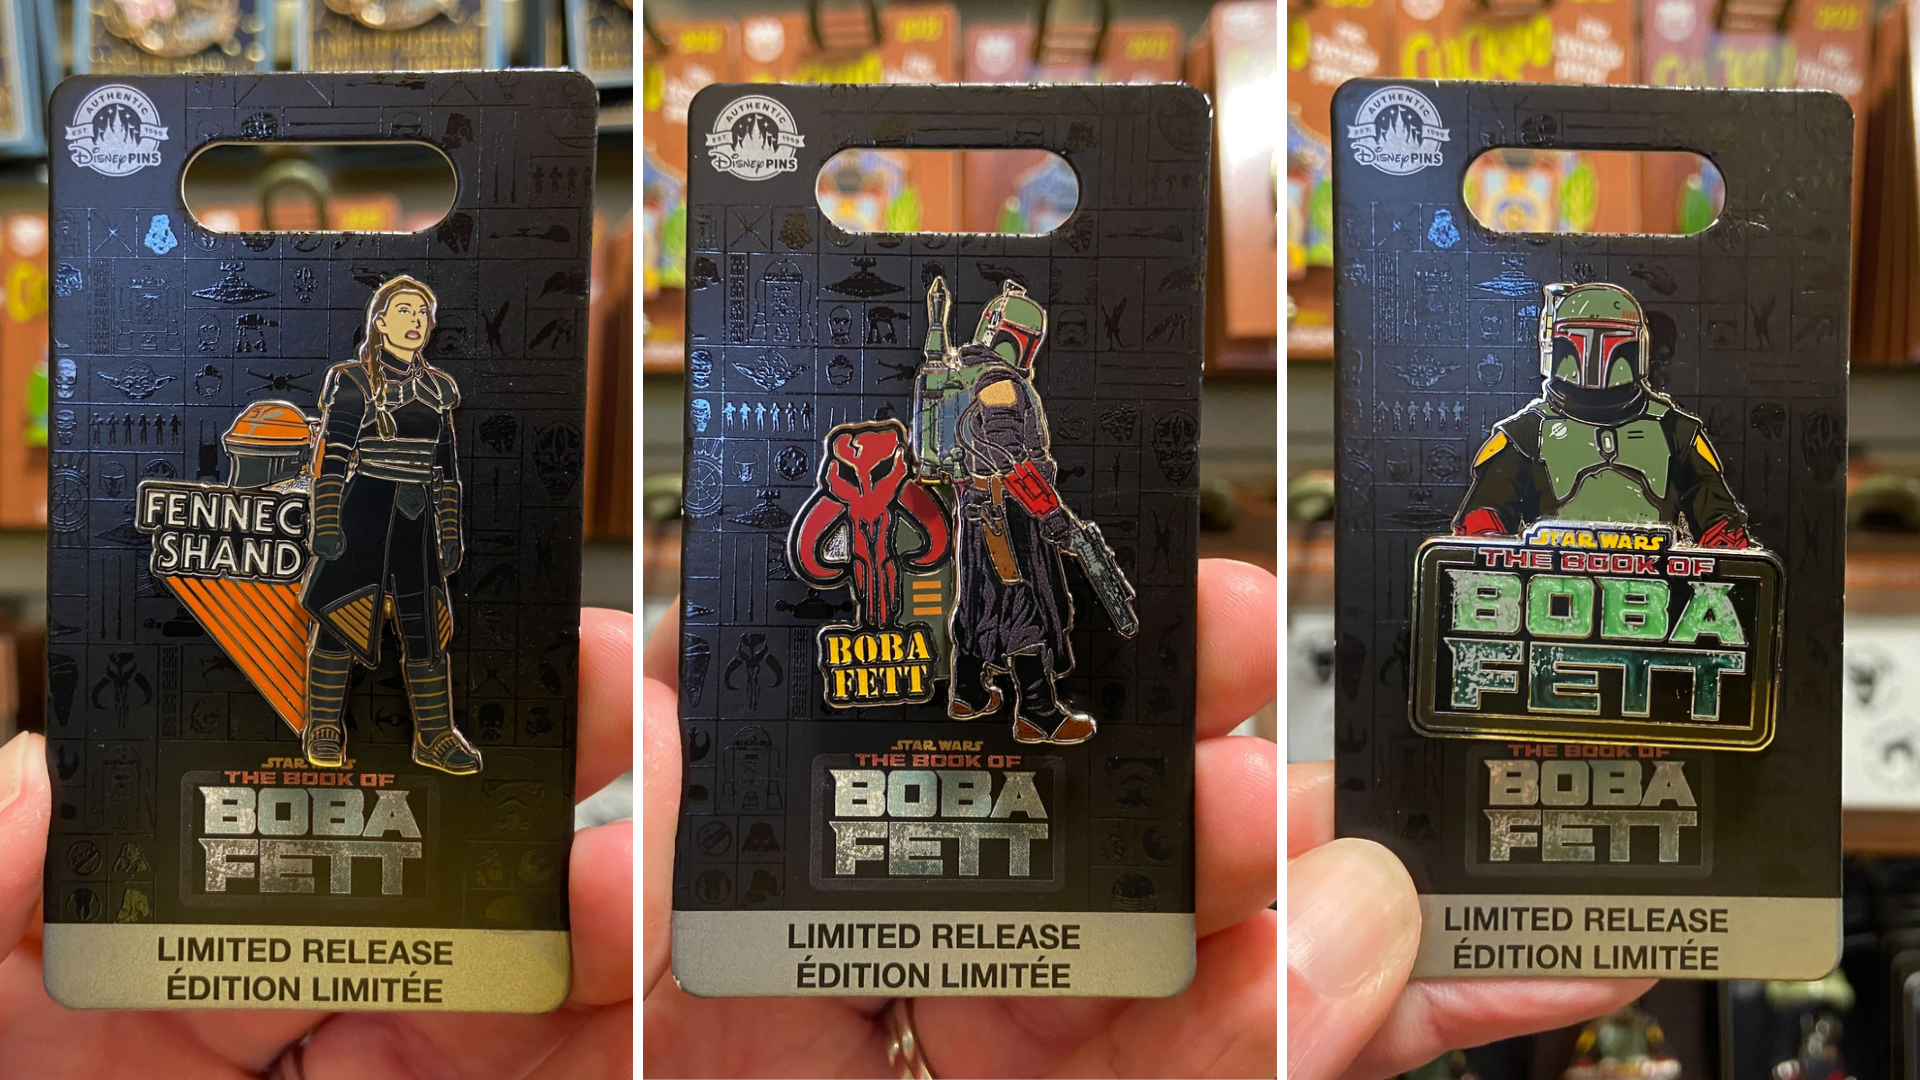 AUTHENTIC
EST. 1999
Disney PINS
FENNEC
SHAND
STAR WARS
THE BOOK OF
BOBA
FETT
LIMITED RELEASE
ÉDITION LIMITÉE
AUTHENTIC
EST. 1999
Disney PINS
BOBA
FETT
STAR WARS
THE BOOK OF
BOBA
FETT
LIMITED RELEASE
ÉDITION LIMITÉE
AUTHENTIC
EST. 1999
Disney PINS
STAR WARS
THE BOOK OF
BOBA
FETT
THE BOOK OF
BOBA
FETT
LIMITED RELEASE
ÉDITION LIMITÉE